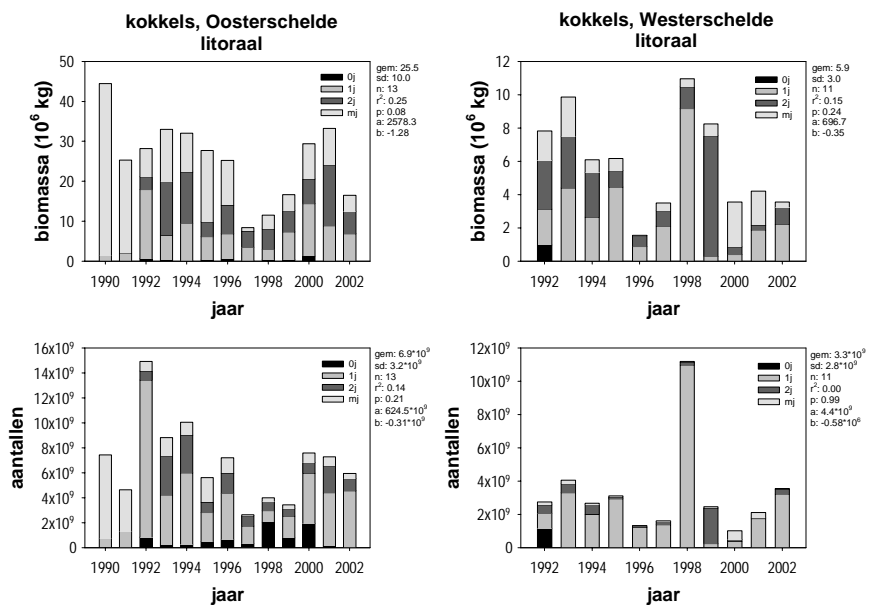 kokkels, Oosterschelde
litoraal
biomassa (10⁶ kg)
50
40
30
20
10
0
1990 1992 1994 1996 1998 2000 2002
jaar
0j
1j
2j
mj
gem: 25.5
sd: 10.0
n: 13
r²: 0.25
p: 0.08
a: 2578.3
b: -1.28
kokkels, Westerschelde
litoraal
biomassa (10⁶ kg)
12
10
8
6
4
2
0
1992 1994 1996 1998 2000 2002
jaar
0j
1j
2j
mj
gem: 5.9
sd: 3.0
n: 11
r²: 0.15
p: 0.24
a: 696.7
b: -0.35
aantallen
16x10⁹
14x10⁹
12x10⁹
10x10⁹
8x10⁹
6x10⁹
4x10⁹
2x10⁹
0
1990 1992 1994 1996 1998 2000 2002
jaar
0j
1j
2j
mj
gem: 6.9*10⁹
sd: 3.2*10⁹
n: 13
r²: 0.14
p: 0.21
a: 624.5*10⁹
b: -0.31*10⁹
aantallen
12x10⁹
10x10⁹
8x10⁹
6x10⁹
4x10⁹
2x10⁹
0
1992 1994 1996 1998 2000 2002
jaar
0j
1j
2j
mj
gem: 3.3*10⁹
sd: 2.8*10⁹
n: 11
r²: 0.00
p: 0.99
a: 4.4*10⁹
b: -0.58*10⁶